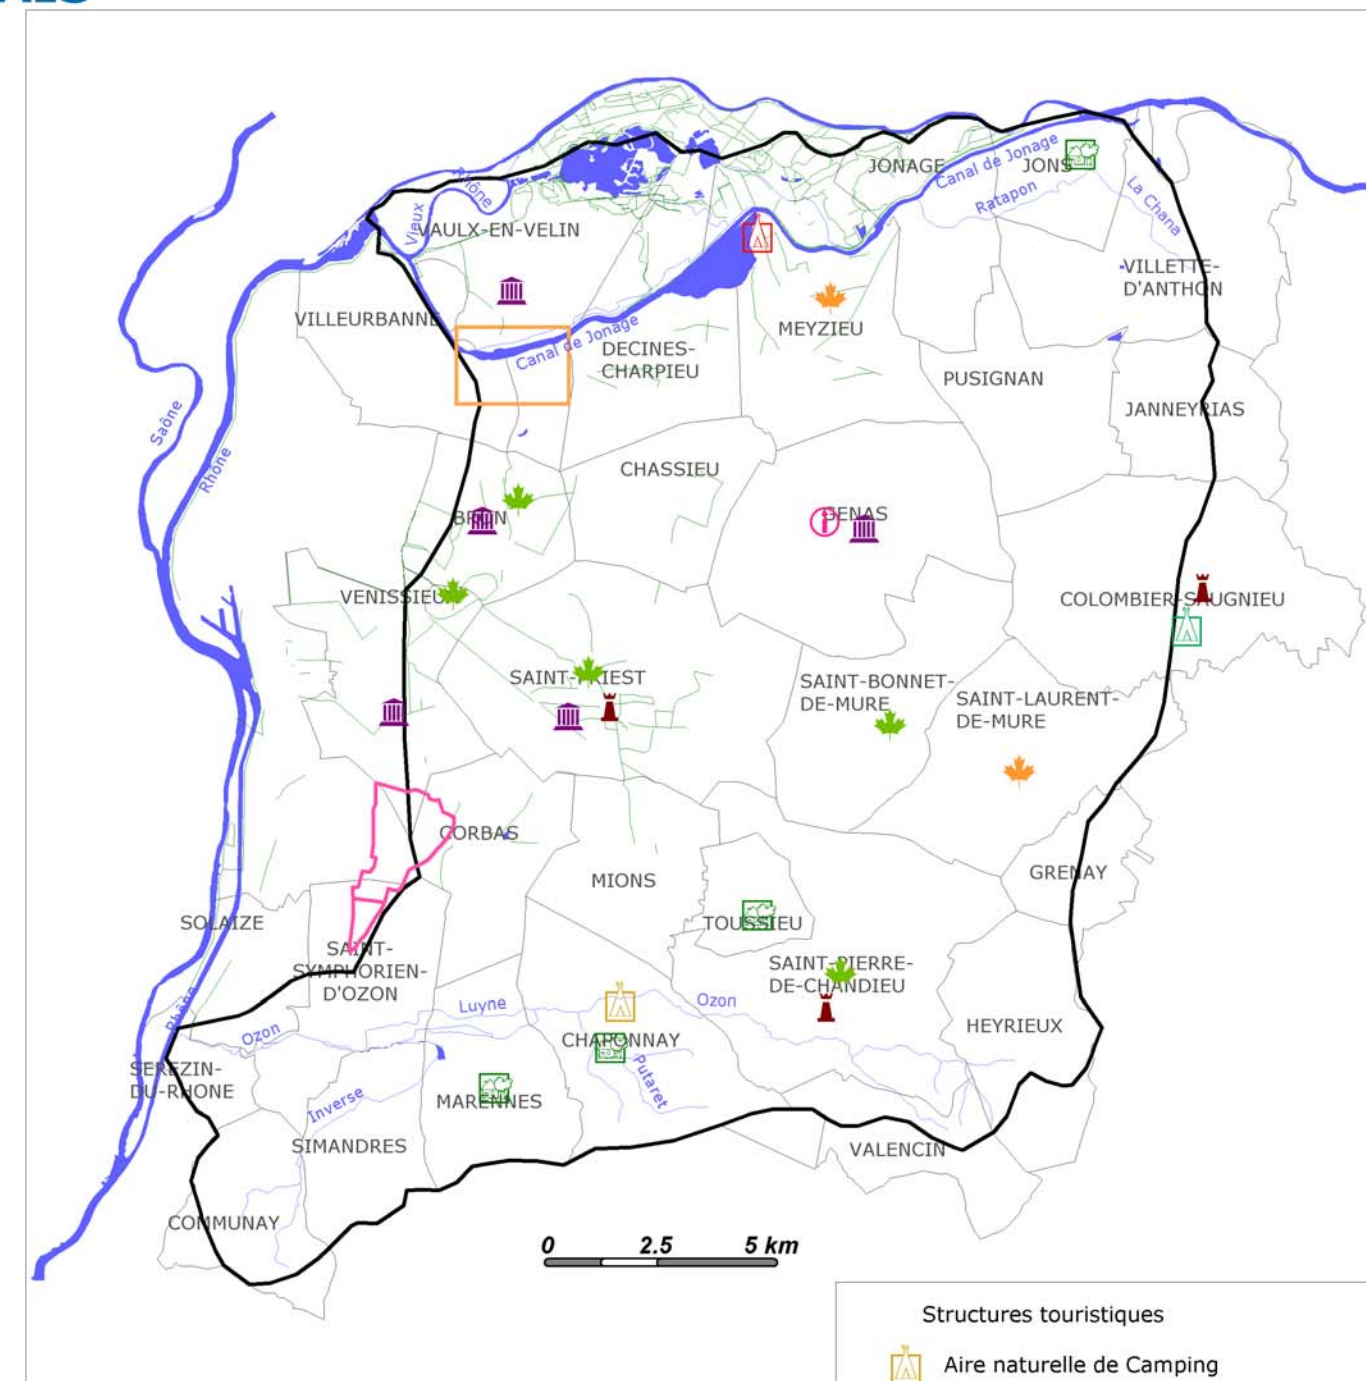 JONAGE
JONS
Canal de Jonage
Ratapon
La Chana
Rhône
Vieux
VAULX-EN-VELIN
VILLETTE-
D'ANTHON
VILLEURBANNE
MEYZIEU
Canal de Jonage
DECINES-
CHARPIEU
PUSIGNAN
JANNEYRIAS
Saône
Rhône
CHASSIEU
BRON
GENAS
VENISSIEUX
COLOMBIER-SAUGNIEU
SAINT-PRIEST
SAINT-BONNET-
DE-MURE
SAINT-LAURENT-
DE-MURE
CORBAS
MIONS
GRENAY
SOLAIZE
TOUSSIEU
SAINT-
SYMPHORIEN-
D'OZON
SAINT-PIERRE-
DE-CHANDIEU
Rhône
Ozon
Luyne
Ozon
HEYRIEUX
CHAPONNAY
SEREZIN-
DU-RHONE
Putaret
Inverse
MARENNES
SIMANDRES
VALENCIN
COMMUNAY
0 2.5 5 km
Structures touristiques
Aire naturelle de Camping